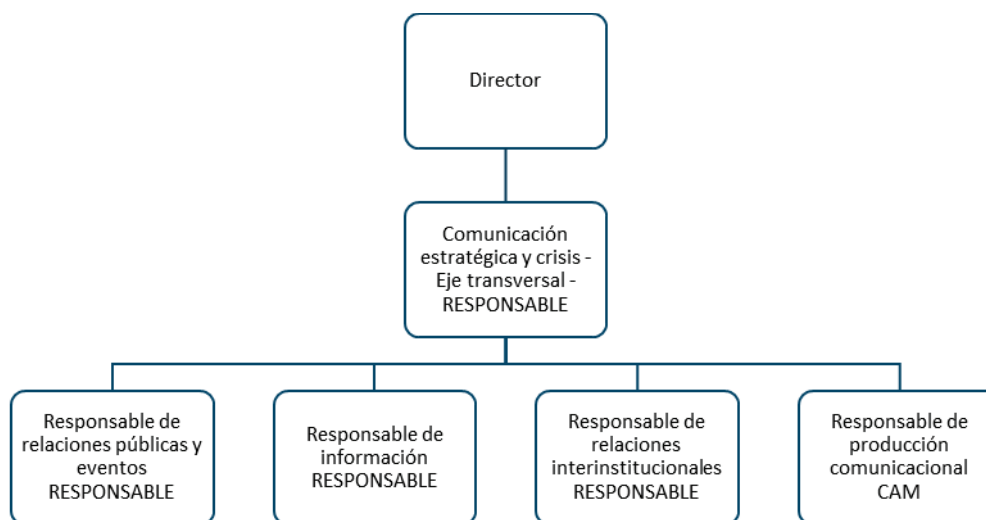 Director
Comunicación
estratégica y crisis -
Eje transversal -
RESPONSABLE
Responsable de
relaciones públicas y
eventos
RESPONSABLE
Responsable de
información
RESPONSABLE
Responsable de
relaciones
interinstitucionales
RESPONSABLE
Responsable de
producción
comunicacional
CAM